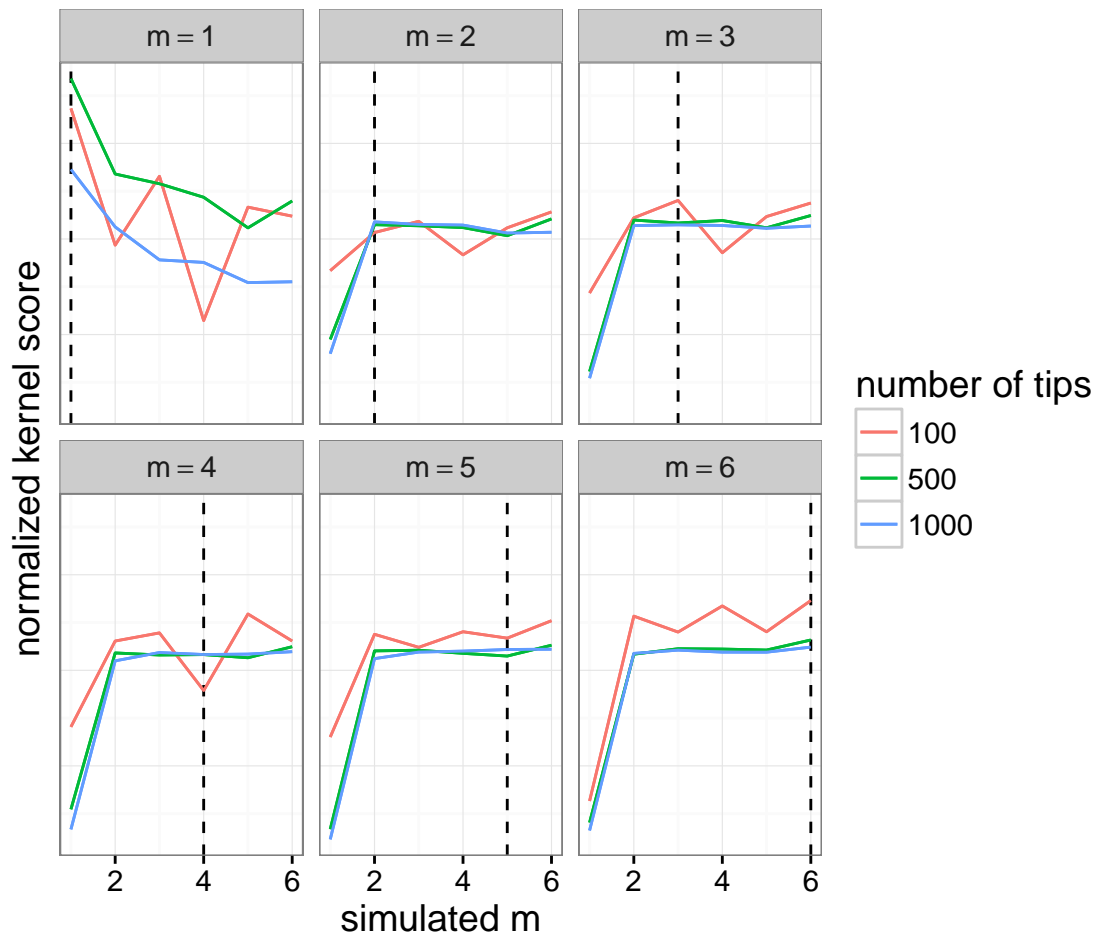 m = 1
m = 2
m = 3
normalized kernel score
number of tips
100
500
1000
m = 4
m = 5
m = 6
2 4 6 2 4 6 2 4 6
simulated m